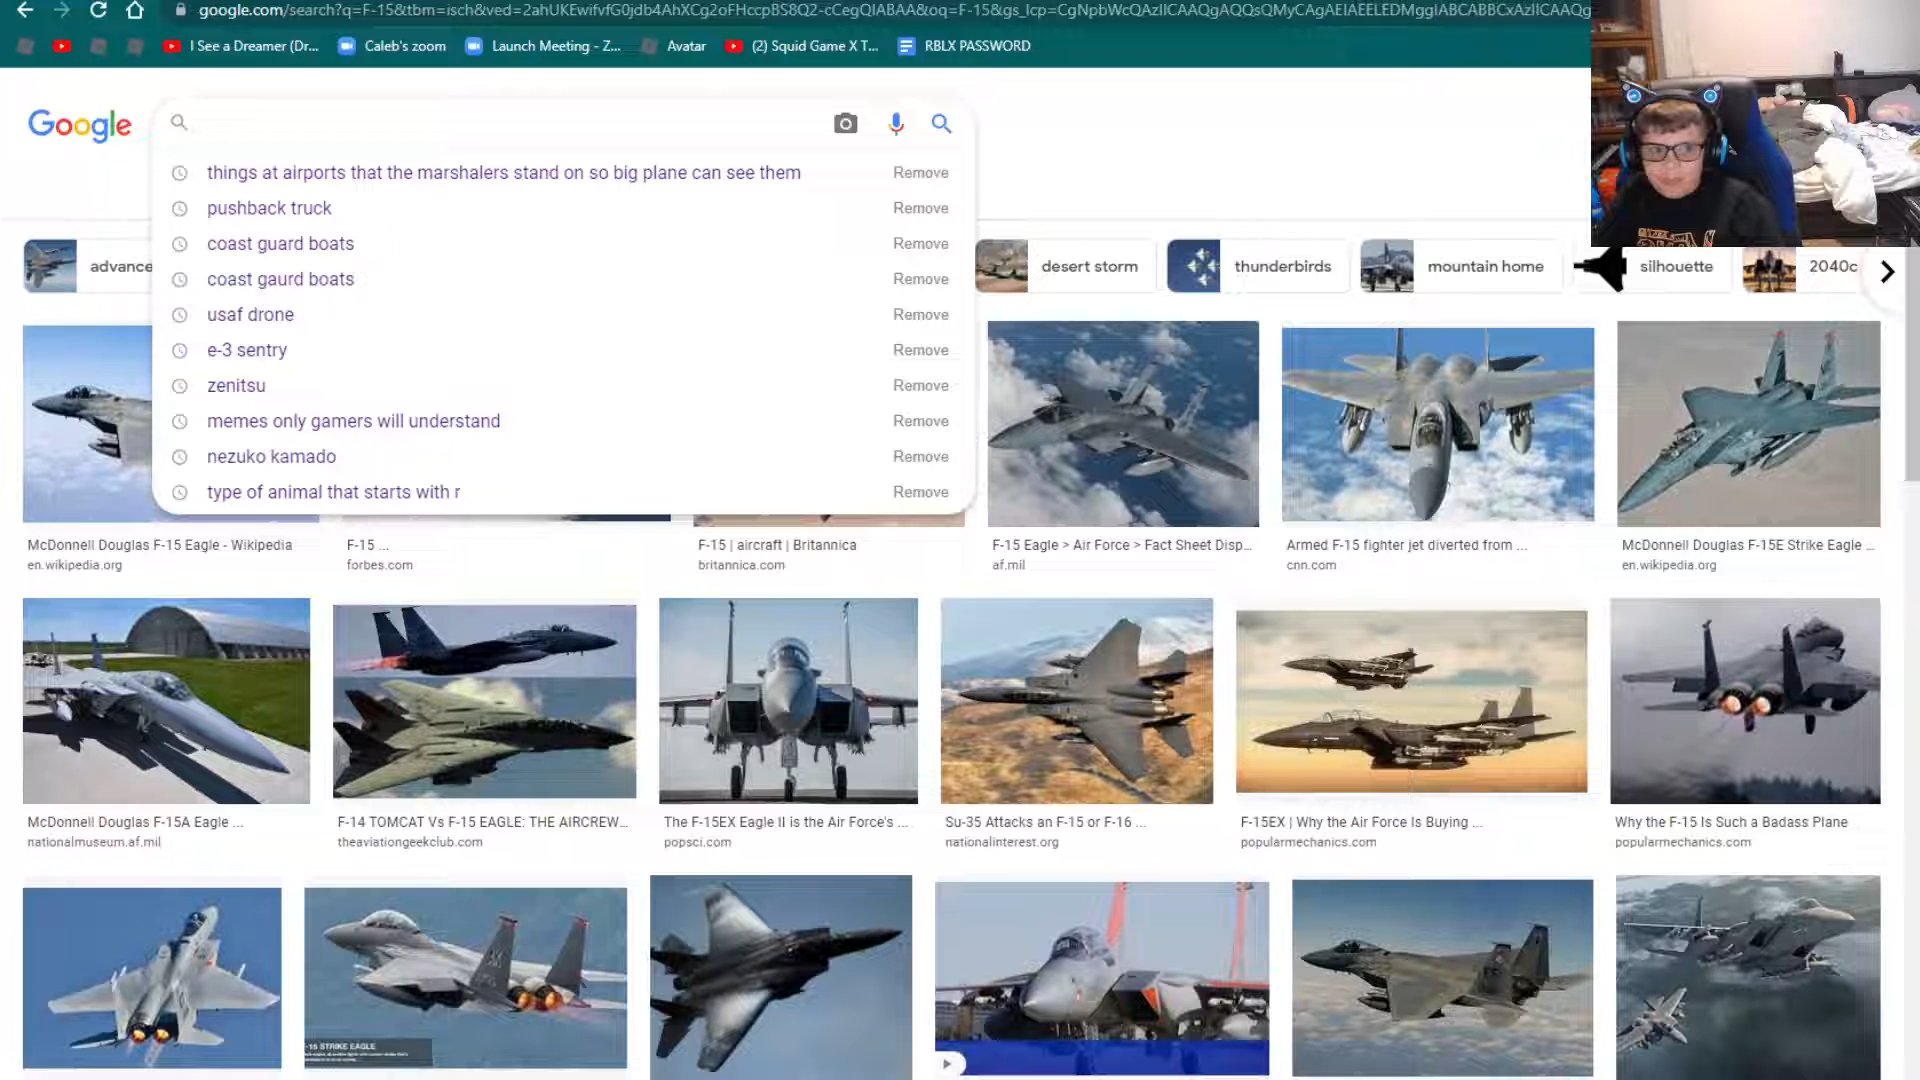 google.com/search?q=F-15&tbm=isch&ved=2ahUKEwifvfG0jdb4AhXCg2oFHccpBS8Q2-cCegQIABAA&oq=F-15&gs_lcp=CgNpbWcQAzIICAAQgAQQsQMyCAgAEIAEELEDMggIABCABBCxAzIICAAQg
I See a Dreamer (Dr...
Caleb's zoom
Launch Meeting - Z...
Avatar
(2) Squid Game X T...
RBLX PASSWORD
Google
things at airports that the marshalers stand on so big plane can see them Remove
pushback truck Remove
coast guard boats Remove
coast gaurd boats Remove
usaf drone Remove
e-3 sentry Remove
zenitsu Remove
memes only gamers will understand Remove
nezuko kamado Remove
type of animal that starts with r Remove
advance
desert storm
thunderbirds
mountain home
silhouette
2040c
McDonnell Douglas F-15 Eagle - Wikipedia
en.wikipedia.org
F-15 ...
forbes.com
F-15 | aircraft | Britannica
britannica.com
F-15 Eagle > Air Force > Fact Sheet Disp...
af.mil
Armed F-15 fighter jet diverted from ...
cnn.com
McDonnell Douglas F-15E Strike Eagle ...
en.wikipedia.org
McDonnell Douglas F-15A Eagle ...
nationalmuseum.af.mil
F-14 TOMCAT Vs F-15 EAGLE: THE AIRCREW...
theaviationgeekclub.com
The F-15EX Eagle II is the Air Force's ...
popsci.com
Su-35 Attacks an F-15 or F-16 ...
nationalinterest.org
F-15EX | Why the Air Force Is Buying ...
popularmechanics.com
Why the F-15 Is Such a Badass Plane
popularmechanics.com
-15 STRIKE EAGLE